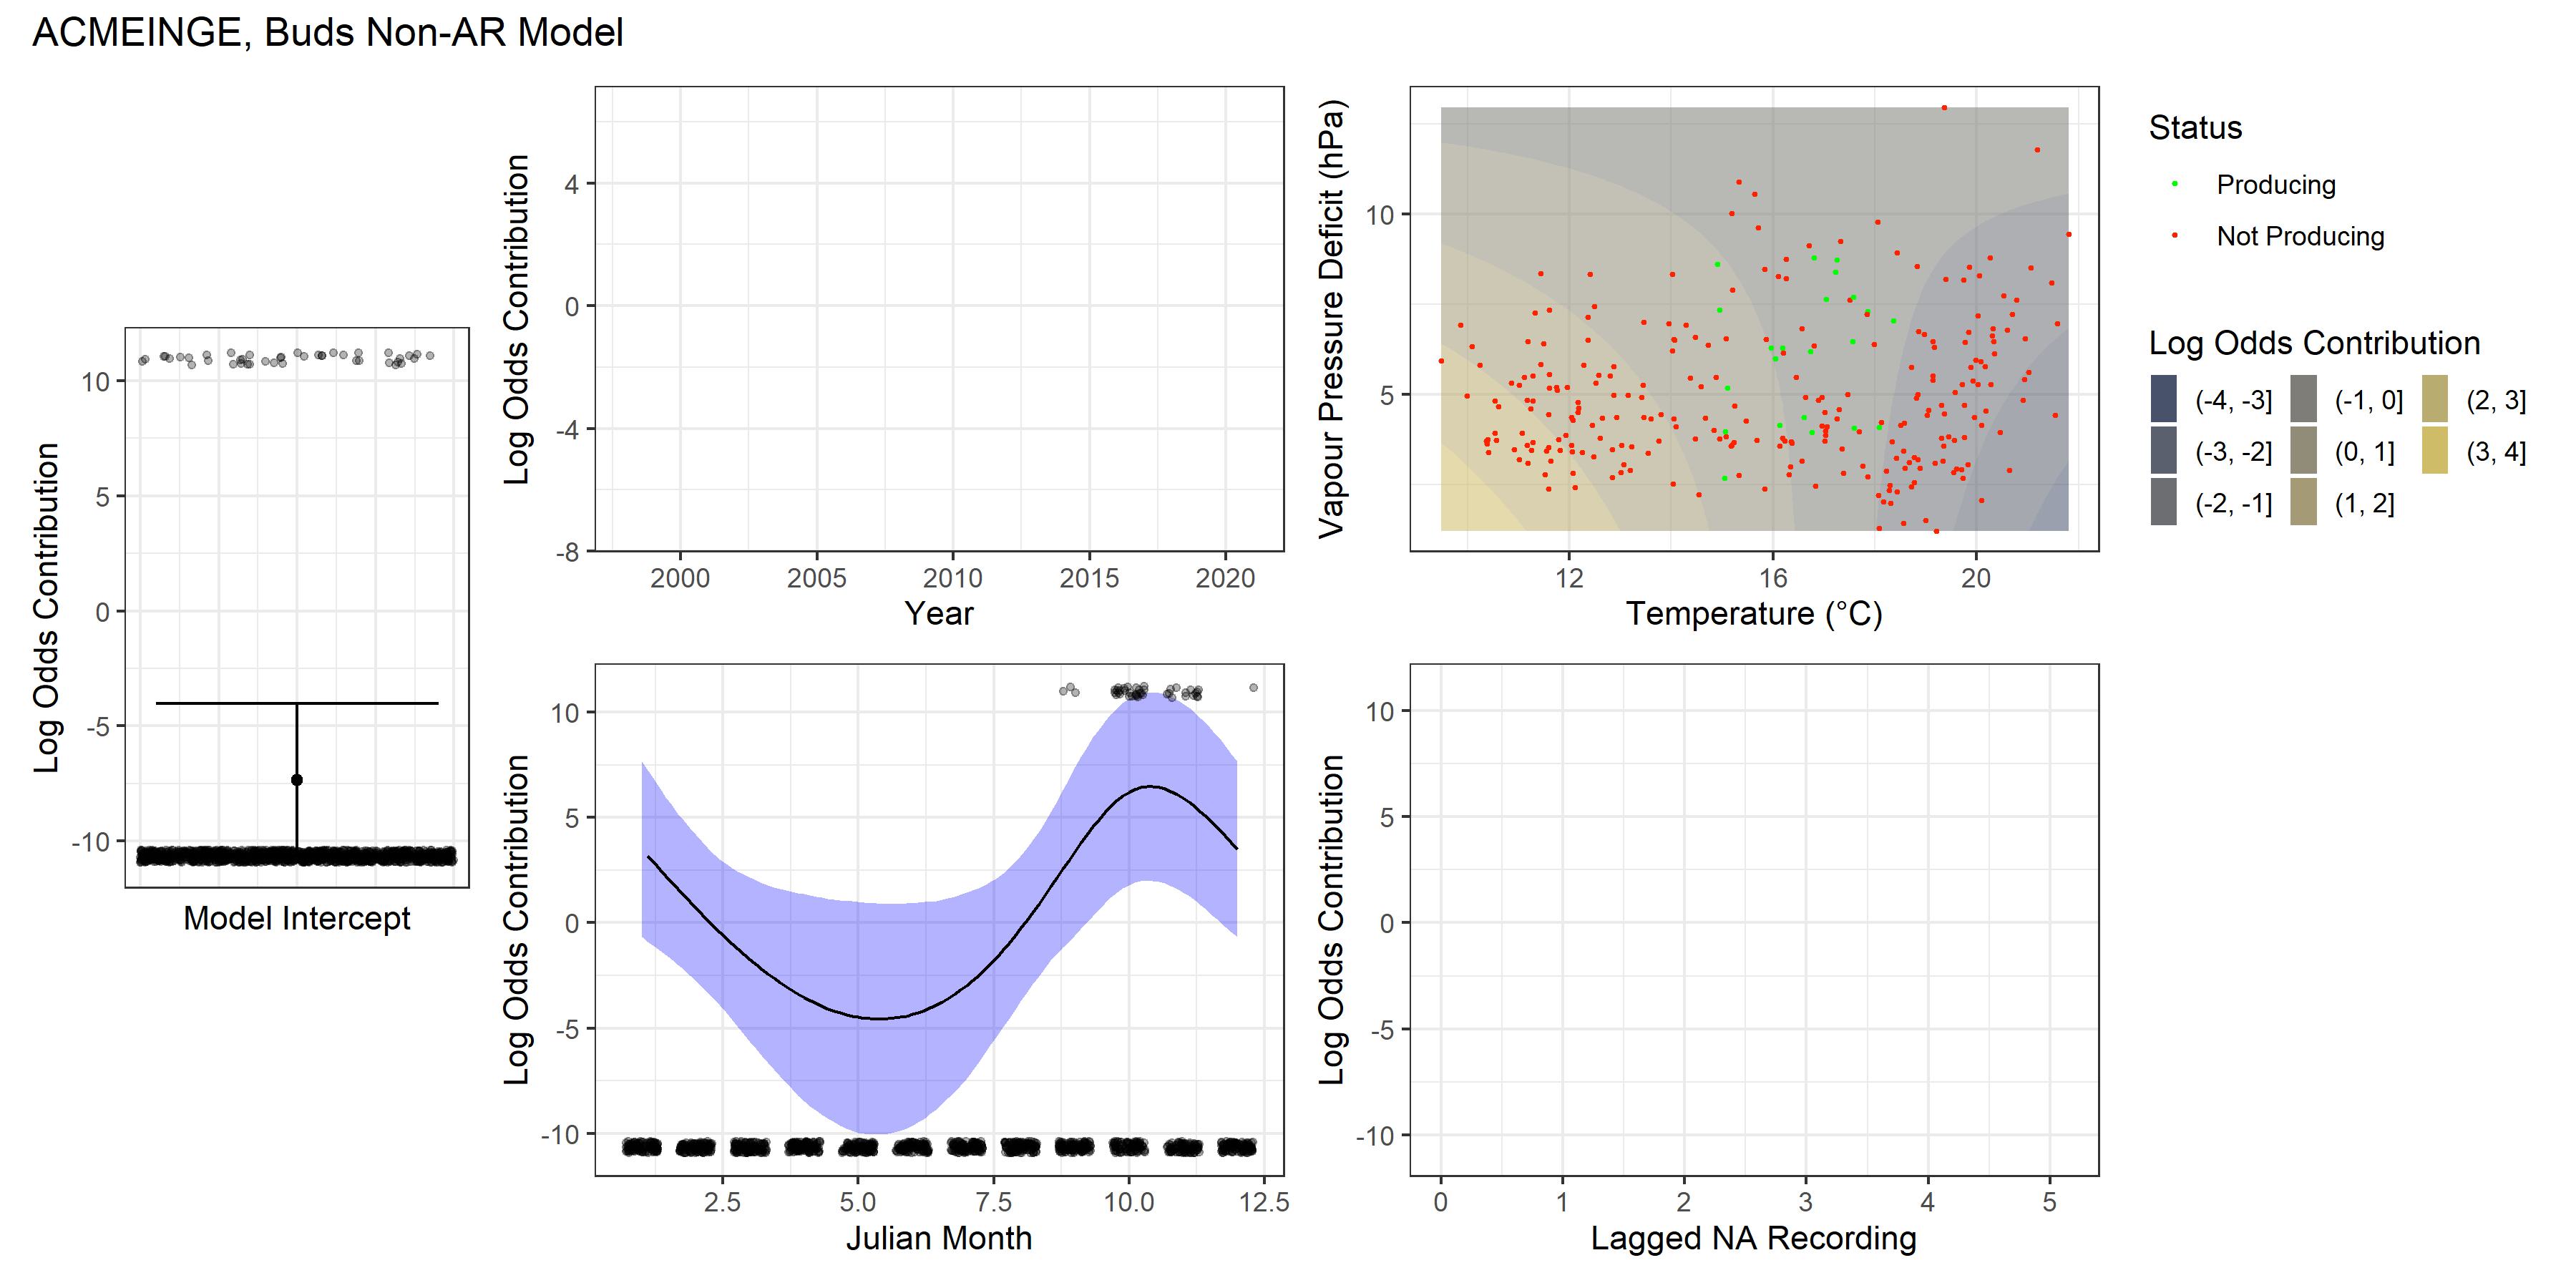 ACMEINGE, Buds Non-AR Model
Log Odds Contribution
10
5
0
-5
-10
Model Intercept
Log Odds Contribution
4
0
-4
-8
2000 2005 2010 2015 2020
Year
Vapour Pressure Deficit (hPa)
10
5
12 16 20
Temperature (°C)
Status
Producing
Not Producing
Log Odds Contribution
(-4, -3] (-1, 0] (2, 3]
(-3, -2] (0, 1] (3, 4]
(-2, -1] (1, 2]
Log Odds Contribution
10
5
0
-5
-10
2.5 5.0 7.5 10.0 12.5
Julian Month
Log Odds Contribution
10
5
0
-5
-10
0 1 2 3 4 5
Lagged NA Recording